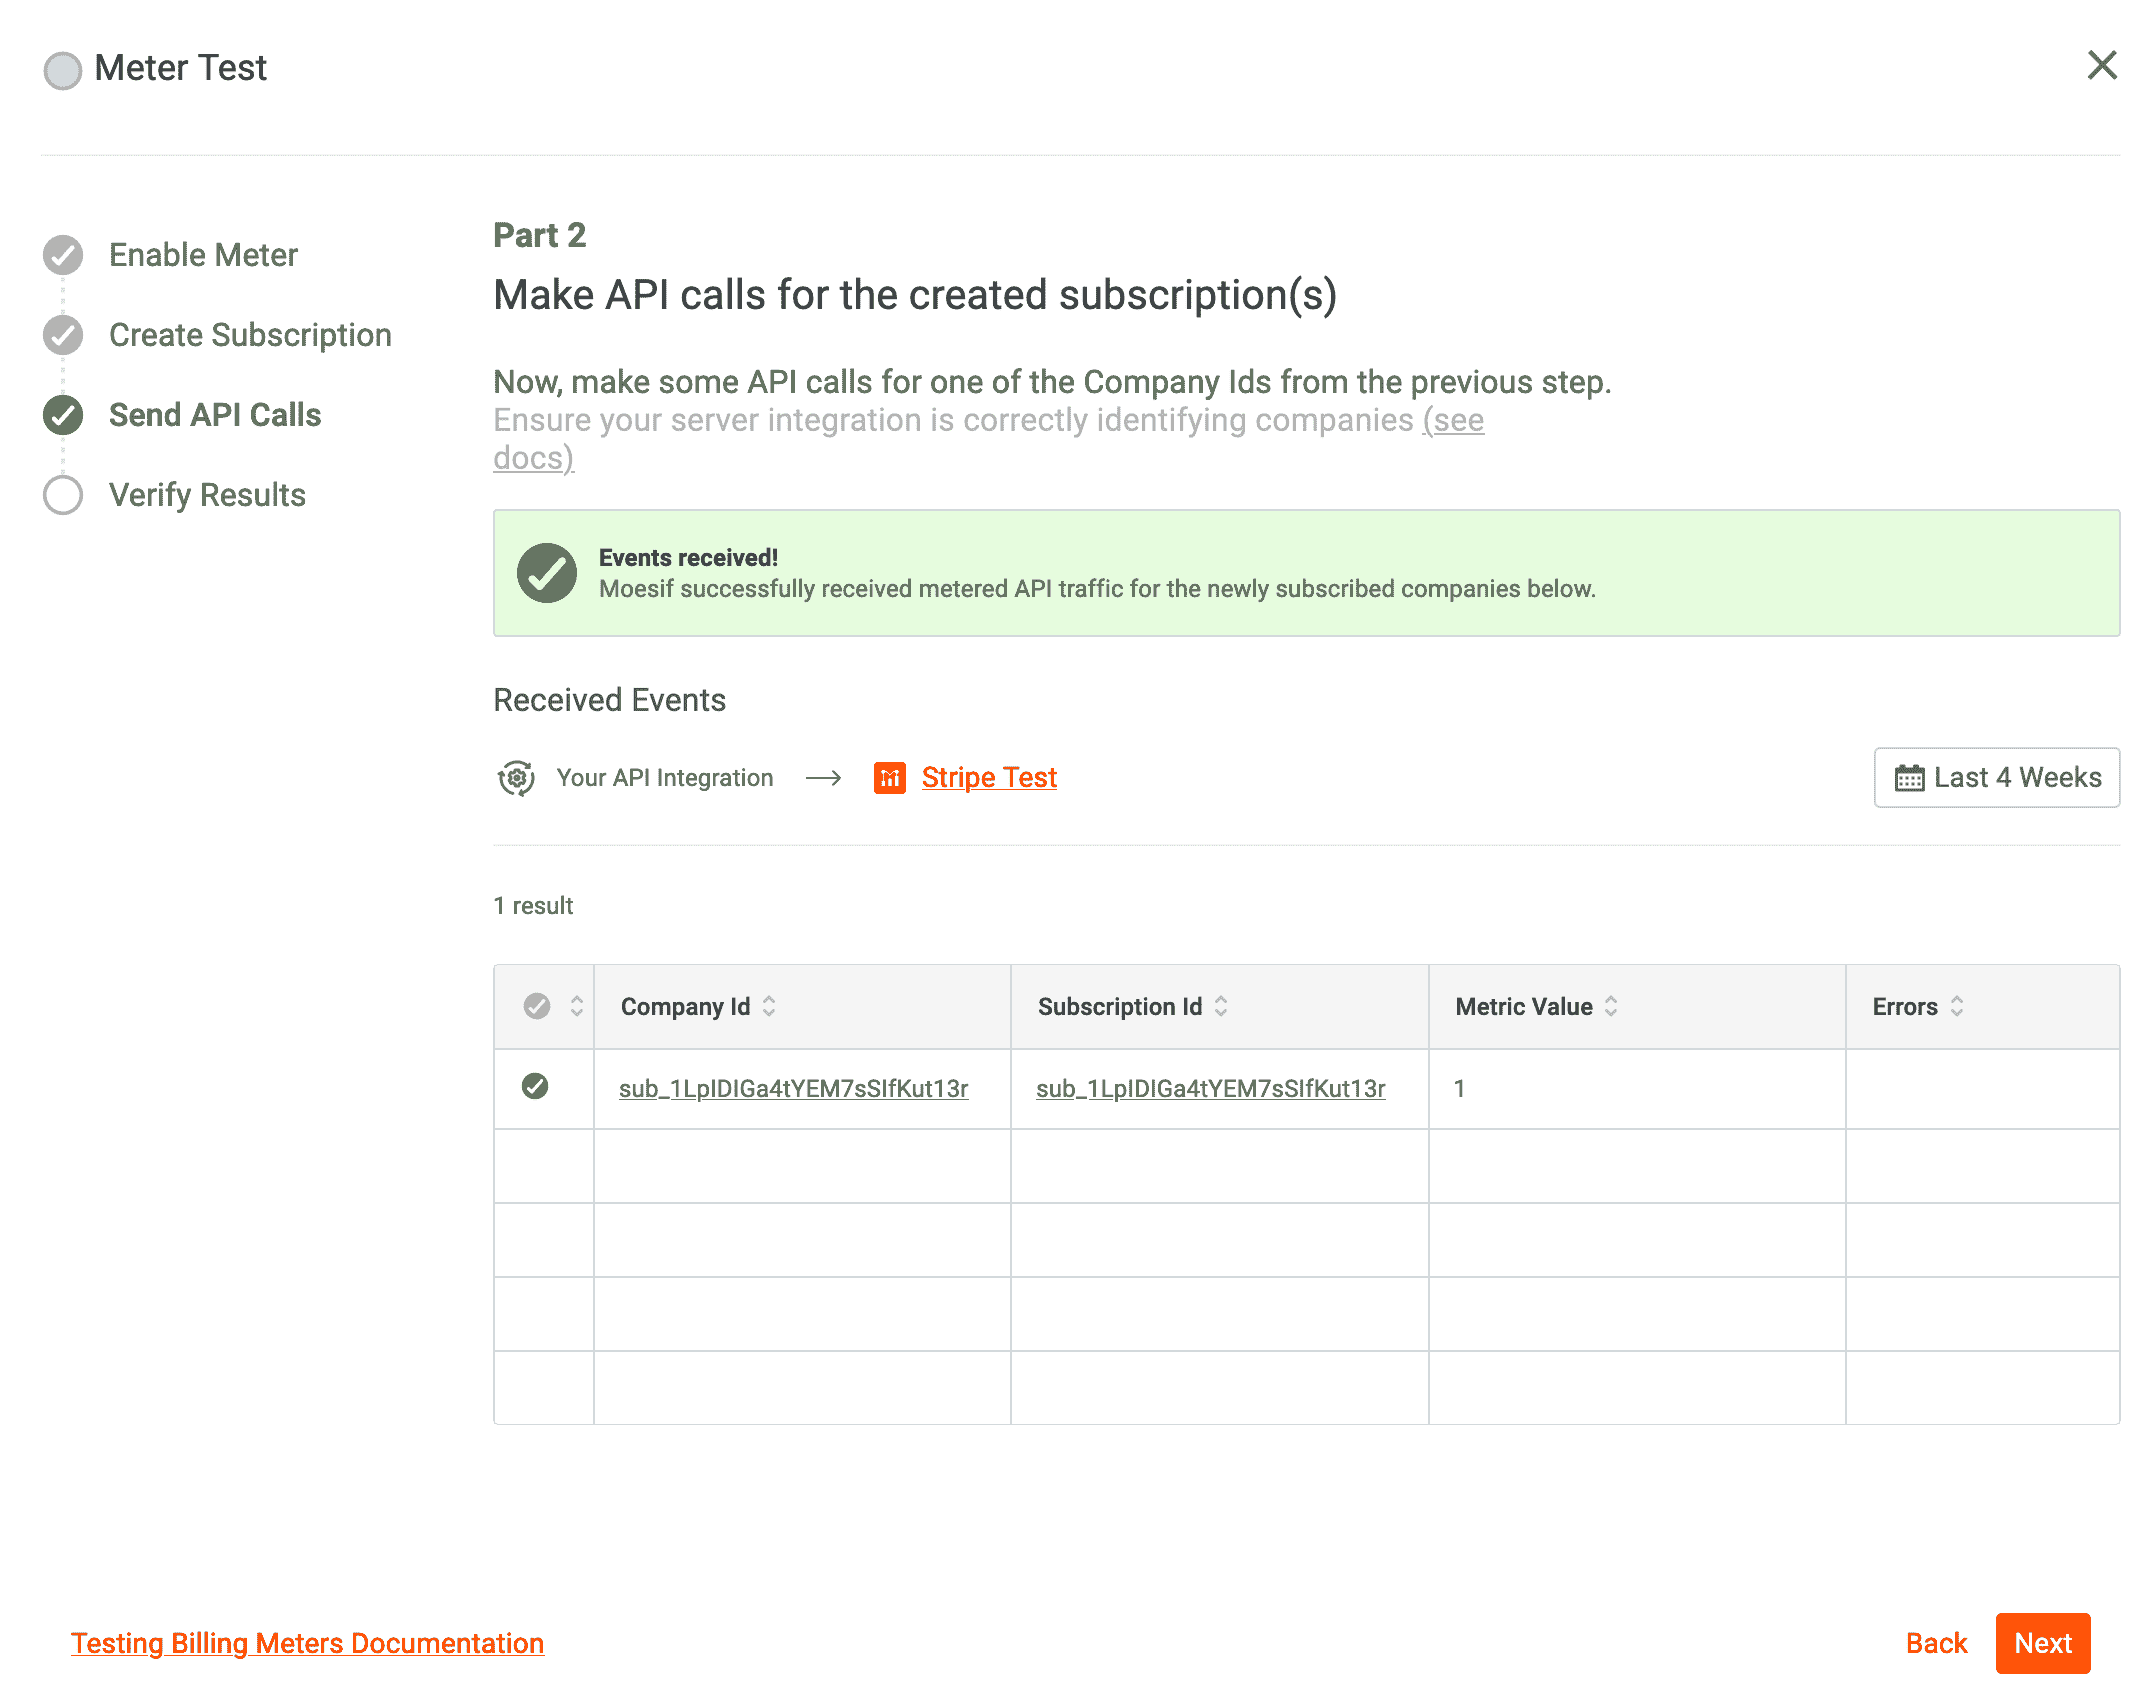 Meter Test
Enable Meter
Create Subscription
Send API Calls
Verify Results
Part 2
Make API calls for the created subscription(s)
Now, make some API calls for one of the Company Ids from the previous step.
Ensure your server integration is correctly identifying companies (see
docs)
Events received!
Moesif successfully received metered API traffic for the newly subscribed companies below.
Received Events
Your API Integration → Stripe Test
Last 4 Weeks
1 result
Company Id Subscription Id Metric Value Errors
sub_1LpIDIGa4tYEM7sSIfKut13r sub_1LpIDIGa4tYEM7sSIfKut13r 1
Testing Billing Meters Documentation
Back Next